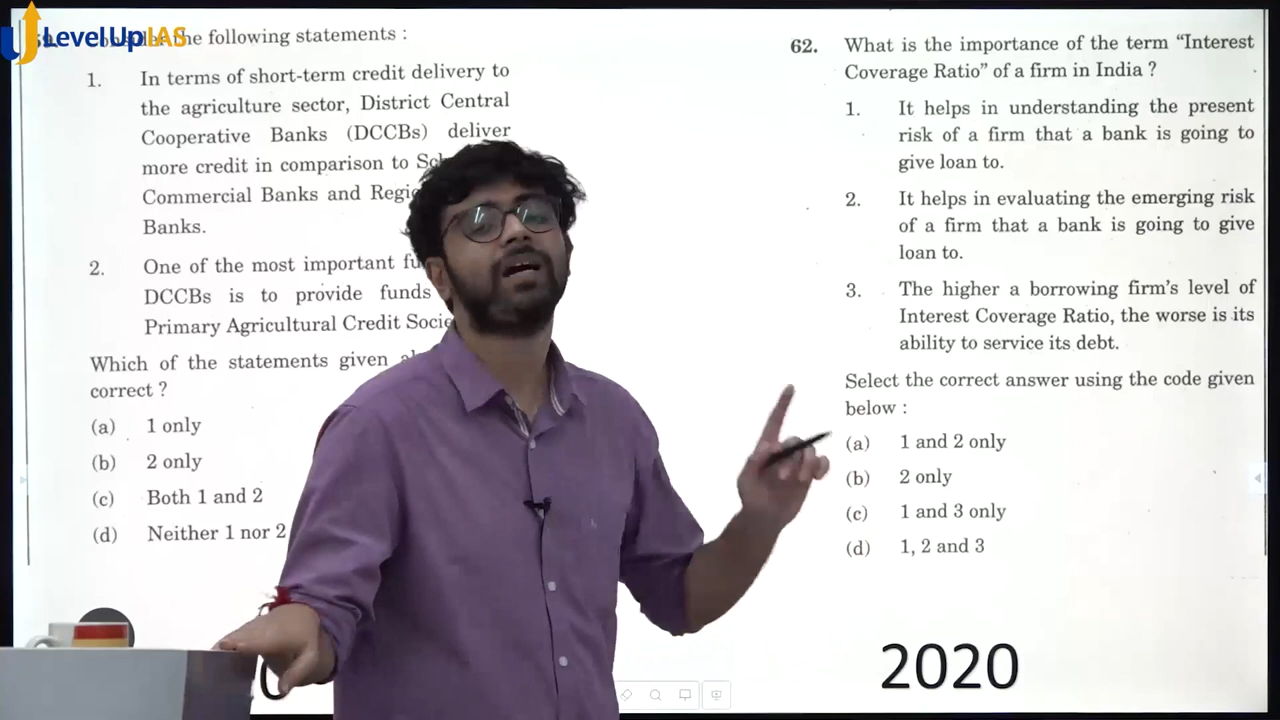 LevelUp IAS
59. Consider the following statements :
1. In terms of short-term credit delivery to
the agriculture sector, District Central
Cooperative Banks (DCCBs) deliver
more credit in comparison to
Commercial Banks and
Banks.
2. One of the most important
DCCBs is to provide funds
Primary Agricultural Credit
Which of the statements given
correct ?
(a) 1 only
(b) 2 only
(c) Both 1 and 2
(d) Neither 1 nor 2
62. What is the importance of the term “Interest
Coverage Ratio” of a firm in India ?
1. It helps in understanding the present
risk of a firm that a bank is going to
give loan to.
2. It helps in evaluating the emerging risk
of a firm that a bank is going to give
loan to.
3. The higher a borrowing firm’s level of
Interest Coverage Ratio, the worse is its
ability to service its debt.
Select the correct answer using the code given
below :
(a) 1 and 2 only
(b) 2 only
(c) 1 and 3 only
(d) 1, 2 and 3
2020